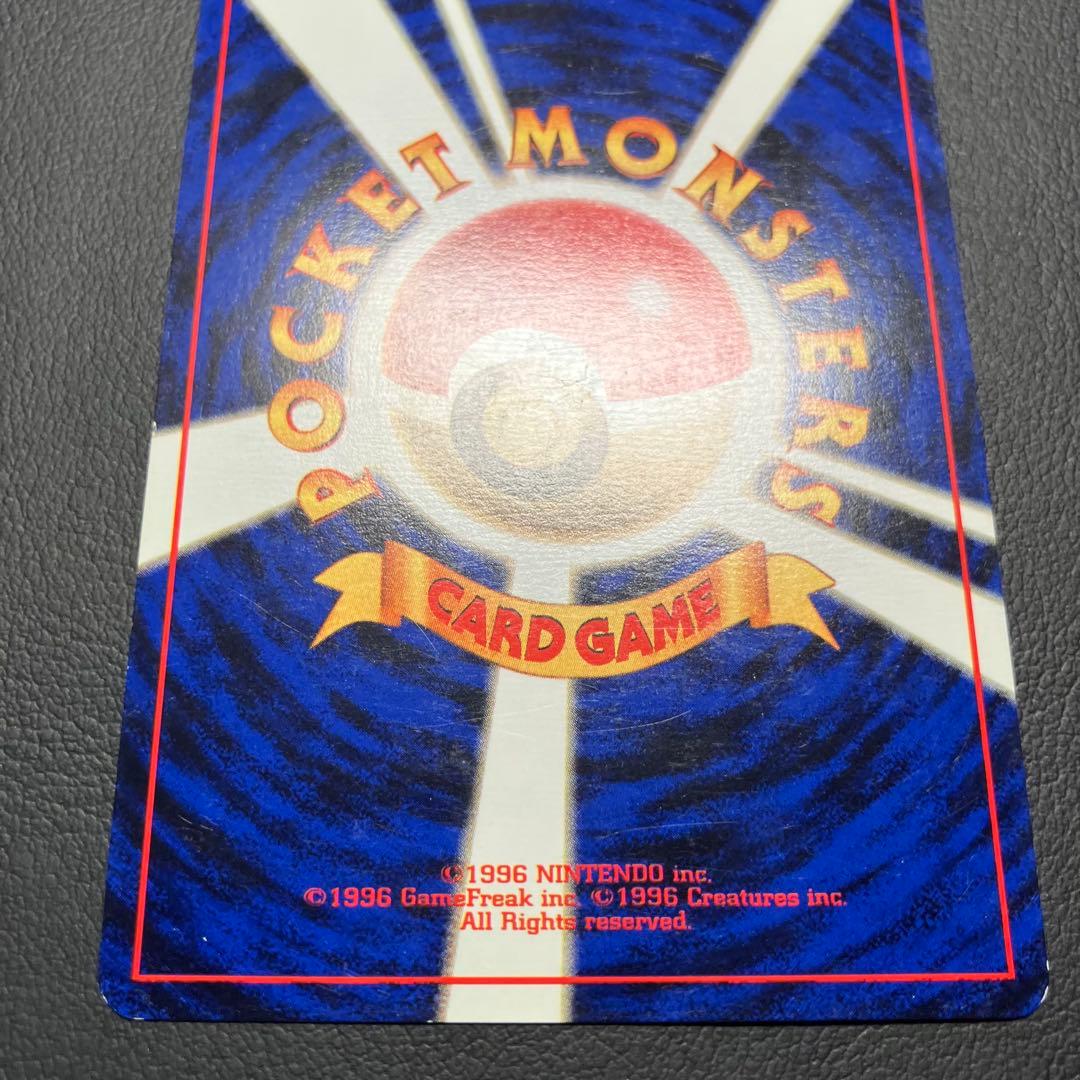 POCKET MONSTERS
CARD GAME
©1996 NINTENDO inc.
©1996 GameFreak inc. ©1996 Creatures inc.
All Rights reserved.